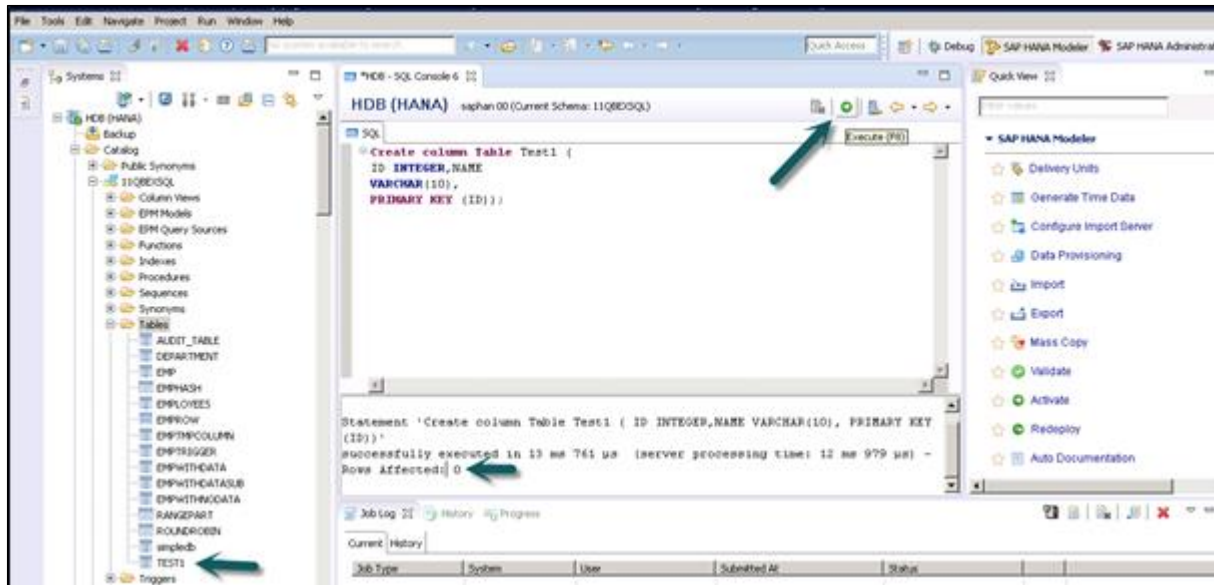 File Edit Navigate Project Run Window Help
Quick Access
Debug
SAP HANA Modeler
SAP HANA Administrat
Systems
HDB (HANA)
Backup
Catalog
Public Synonyms
Column Views
EPM Models
EPM Query Sources
Functions
Indexes
Procedures
Sequences
Synonyms
Tables
AUDIT_TABLE
DEPARTMENT
EMP
EMPHASH
EMPLOYEES
EMPROW
EMPTMPCOLUMN
EMPTRIGGER
EMPWITHDATA
EMPWITHDATASUB
EMPWITHNODATA
RANGEPART
ROUNDROBIN
simpledb
TEST1
Triggers
*HDB - SQL Console 6
HDB (HANA) saphan 00 (Current Schema:
Execute (F8)
SQL
Create column Table Test1 (
ID INTEGER,NAME
VARCHAR(10),
PRIMARY KEY (ID));
Statement 'Create column Table Test1 ( ID INTEGER,NAME VARCHAR(10), PRIMARY KEY
(ID))'
successfully executed in 13 ms 761 µs (server processing time: 12 ms 979 µs) -
Rows Affected: 0
Job Log
History
Progress
Current
History
Job Type
System
User
Submitted At
Status
Quick View
SAP HANA Modeler
Delivery Units
Generate Time Data
Configure Import Server
Data Provisioning
Import
Export
Mass Copy
Validate
Activate
Redeploy
Auto Documentation